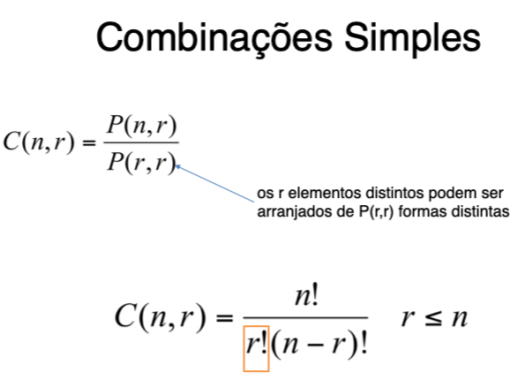 Combinações Simples
C(n,r) = P(n,r) / P(r,r)
os r elementos distintos podem ser
arranjados de P(r,r) formas distintas
C(n,r) = n! / r!(n − r)!   r ≤ n